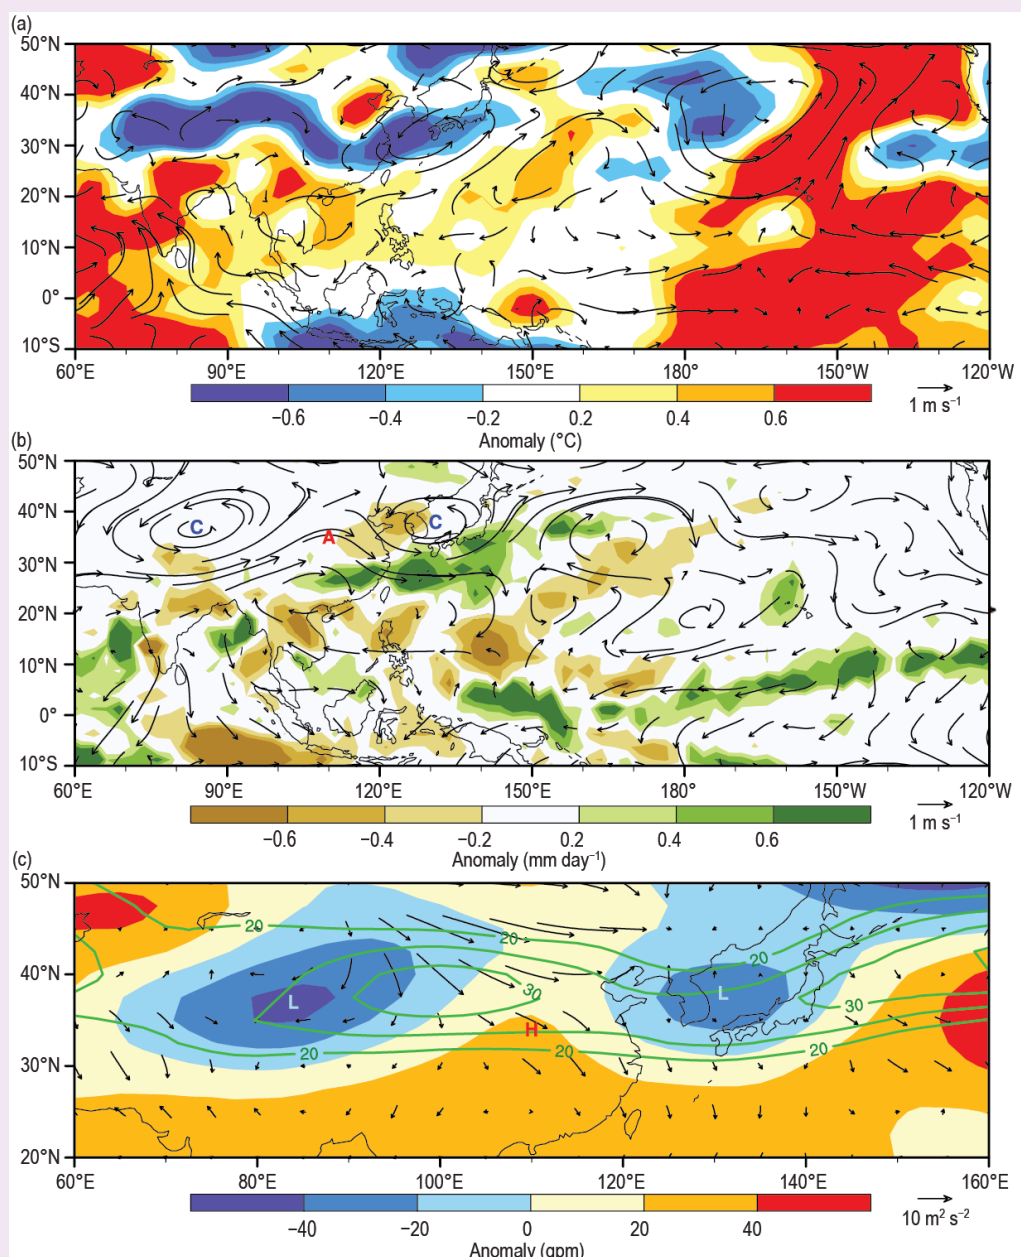 (a)
50°N
40°N
30°N
20°N
10°N
0°
10°S
60°E 90°E 120°E 150°E 180° 150°W 120°W
−0.6 −0.4 −0.2 0.2 0.4 0.6
1 m s⁻¹
Anomaly (°C)
(b)
50°N
40°N
C C
A
30°N
20°N
10°N
0°
10°S
60°E 90°E 120°E 150°E 180° 150°W 120°W
−0.6 −0.4 −0.2 0.2 0.4 0.6
1 m s⁻¹
Anomaly (mm day⁻¹)
(c)
50°N
20 20 20
40°N
L 30 L 30
H
20 20 20
30°N
20°N
60°E 80°E 100°E 120°E 140°E 160°E
−40 −20 0 20 40
10 m² s⁻²
Anomaly (gpm)